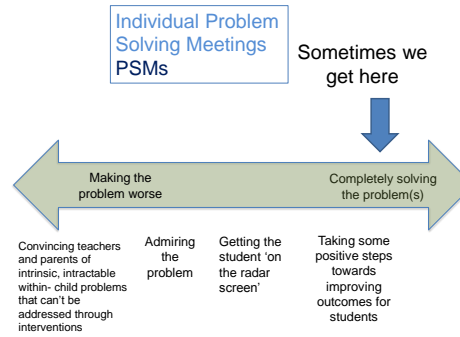 Individual Problem
Solving Meetings
PSMs
Sometimes we
get here
Making the
problem worse
Completely solving
the problem(s)
Convincing teachers
and parents of
intrinsic, intractable
within- child problems
that can't be
addressed through
interventions
Admiring
the
problem
Getting the
student 'on
the radar
screen'
Taking some
positive steps
towards
improving
outcomes for
students